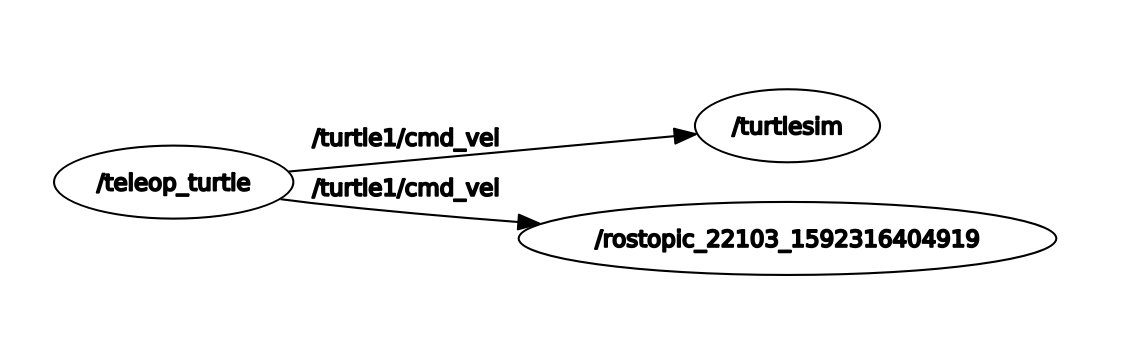 /turtle1/cmd_vel
/turtlesim
/teleop_turtle
/turtle1/cmd_vel
/rostopic_22103_1592316404919